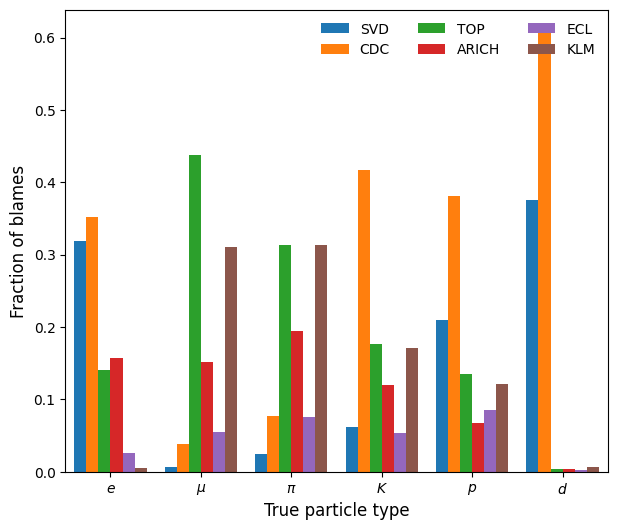 SVD TOP ECL
CDC ARICH KLM
Fraction of blames
0.6
0.5
0.4
0.3
0.2
0.1
0.0
e μ π K p d
True particle type